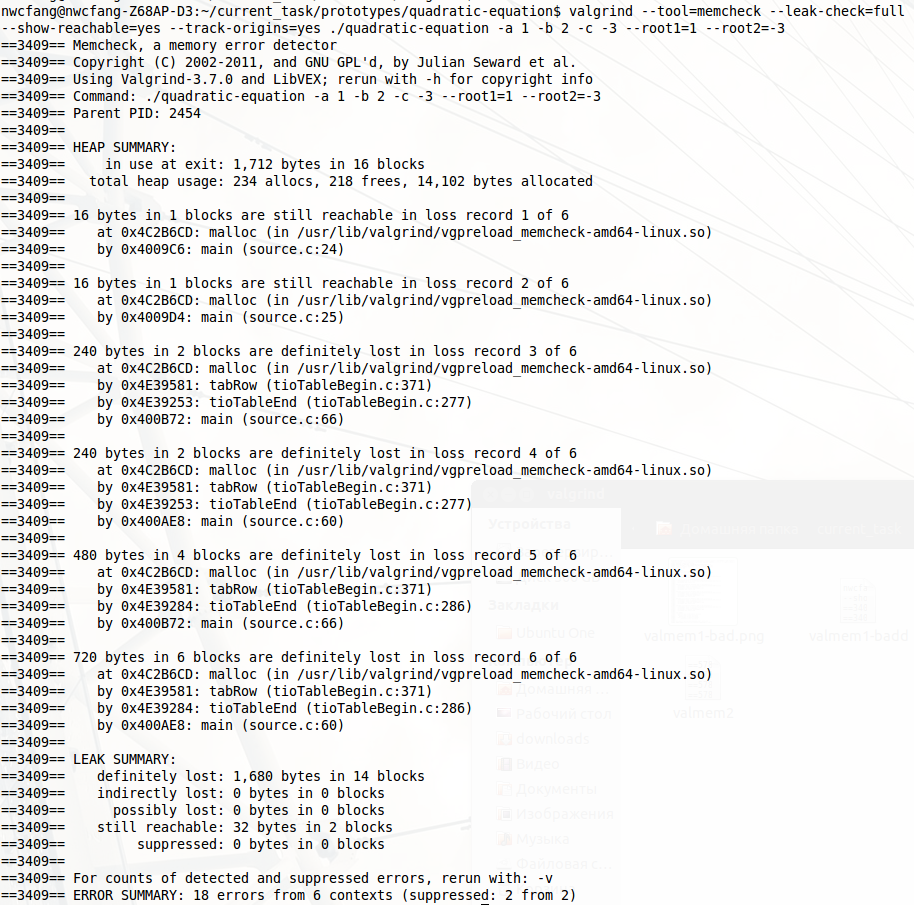 nwcfang@nwcfang-Z68AP-D3:~/current_task/prototypes/quadratic-equation$ valgrind --tool=memcheck --leak-check=full
--show-reachable=yes --track-origins=yes ./quadratic-equation -a 1 -b 2 -c -3 --root1=1 --root2=-3
==3409== Memcheck, a memory error detector
==3409== Copyright (C) 2002-2011, and GNU GPL'd, by Julian Seward et al.
==3409== Using Valgrind-3.7.0 and LibVEX; rerun with -h for copyright info
==3409== Command: ./quadratic-equation -a 1 -b 2 -c -3 --root1=1 --root2=-3
==3409== Parent PID: 2454
==3409==
==3409== HEAP SUMMARY:
==3409==     in use at exit: 1,712 bytes in 16 blocks
==3409==   total heap usage: 234 allocs, 218 frees, 14,102 bytes allocated
==3409==
==3409== 16 bytes in 1 blocks are still reachable in loss record 1 of 6
==3409==    at 0x4C2B6CD: malloc (in /usr/lib/valgrind/vgpreload_memcheck-amd64-linux.so)
==3409==    by 0x4009C6: main (source.c:24)
==3409==
==3409== 16 bytes in 1 blocks are still reachable in loss record 2 of 6
==3409==    at 0x4C2B6CD: malloc (in /usr/lib/valgrind/vgpreload_memcheck-amd64-linux.so)
==3409==    by 0x4009D4: main (source.c:25)
==3409==
==3409== 240 bytes in 2 blocks are definitely lost in loss record 3 of 6
==3409==    at 0x4C2B6CD: malloc (in /usr/lib/valgrind/vgpreload_memcheck-amd64-linux.so)
==3409==    by 0x4E39581: tabRow (tioTableBegin.c:371)
==3409==    by 0x4E39253: tioTableEnd (tioTableBegin.c:277)
==3409==    by 0x400B72: main (source.c:66)
==3409==
==3409== 240 bytes in 2 blocks are definitely lost in loss record 4 of 6
==3409==    at 0x4C2B6CD: malloc (in /usr/lib/valgrind/vgpreload_memcheck-amd64-linux.so)
==3409==    by 0x4E39581: tabRow (tioTableBegin.c:371)
==3409==    by 0x4E39253: tioTableEnd (tioTableBegin.c:277)
==3409==    by 0x400AE8: main (source.c:60)
==3409==
==3409== 480 bytes in 4 blocks are definitely lost in loss record 5 of 6
==3409==    at 0x4C2B6CD: malloc (in /usr/lib/valgrind/vgpreload_memcheck-amd64-linux.so)
==3409==    by 0x4E39581: tabRow (tioTableBegin.c:371)
==3409==    by 0x4E39284: tioTableEnd (tioTableBegin.c:286)
==3409==    by 0x400B72: main (source.c:66)
==3409==
==3409== 720 bytes in 6 blocks are definitely lost in loss record 6 of 6
==3409==    at 0x4C2B6CD: malloc (in /usr/lib/valgrind/vgpreload_memcheck-amd64-linux.so)
==3409==    by 0x4E39581: tabRow (tioTableBegin.c:371)
==3409==    by 0x4E39284: tioTableEnd (tioTableBegin.c:286)
==3409==    by 0x400AE8: main (source.c:60)
==3409==
==3409== LEAK SUMMARY:
==3409==    definitely lost: 1,680 bytes in 14 blocks
==3409==    indirectly lost: 0 bytes in 0 blocks
==3409==      possibly lost: 0 bytes in 0 blocks
==3409==    still reachable: 32 bytes in 2 blocks
==3409==         suppressed: 0 bytes in 0 blocks
==3409==
==3409== For counts of detected and suppressed errors, rerun with: -v
==3409== ERROR SUMMARY: 18 errors from 6 contexts (suppressed: 2 from 2)
Устройства
Закладки
Ubuntu One
Домашняя
Рабочий стол
downloads
Видео
Документы
Изображения
Музыка
Файловая с...
valmem1-bad.png
valmem1-badd
valmem2